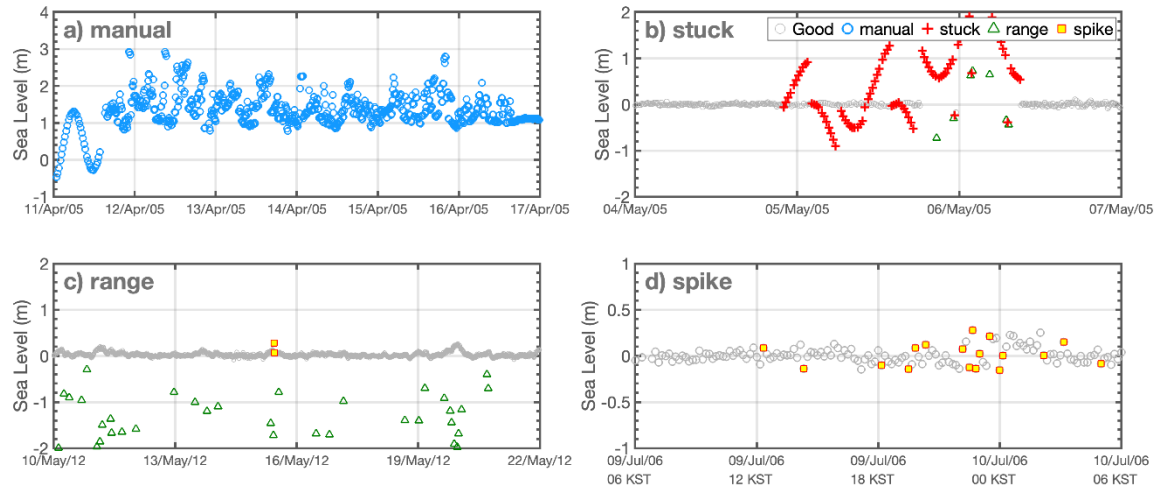 a) manual
Sea Level (m)
4
3
2
1
0
-1
11/Apr/05 12/Apr/05 13/Apr/05 14/Apr/05 15/Apr/05 16/Apr/05 17/Apr/05
b) stuck
Good manual stuck range spike
Sea Level (m)
2
1
0
-1
-2
04/May/05 05/May/05 06/May/05 07/May/05
c) range
Sea Level (m)
2
1
0
-1
-2
10/May/12 13/May/12 16/May/12 19/May/12 22/May/12
d) spike
Sea Level (m)
1
0.5
0
-0.5
-1
09/Jul/06 09/Jul/06 09/Jul/06 10/Jul/06 10/Jul/06
06 KST 12 KST 18 KST 00 KST 06 KST